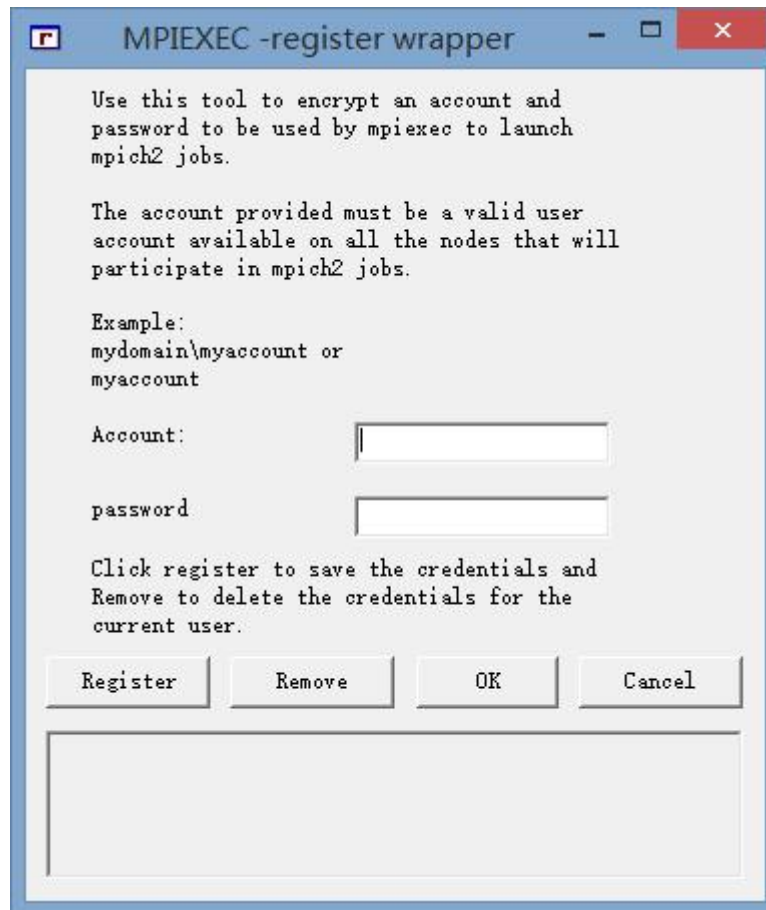 MPIEXEC -register wrapper
Use this tool to encrypt an account and
password to be used by mpiexec to launch
mpich2 jobs.
The account provided must be a valid user
account available on all the nodes that will
participate in mpich2 jobs.
Example:
mydomain\myaccount or
myaccount
Account:
password
Click register to save the credentials and
Remove to delete the credentials for the
current user.
Register Remove OK Cancel